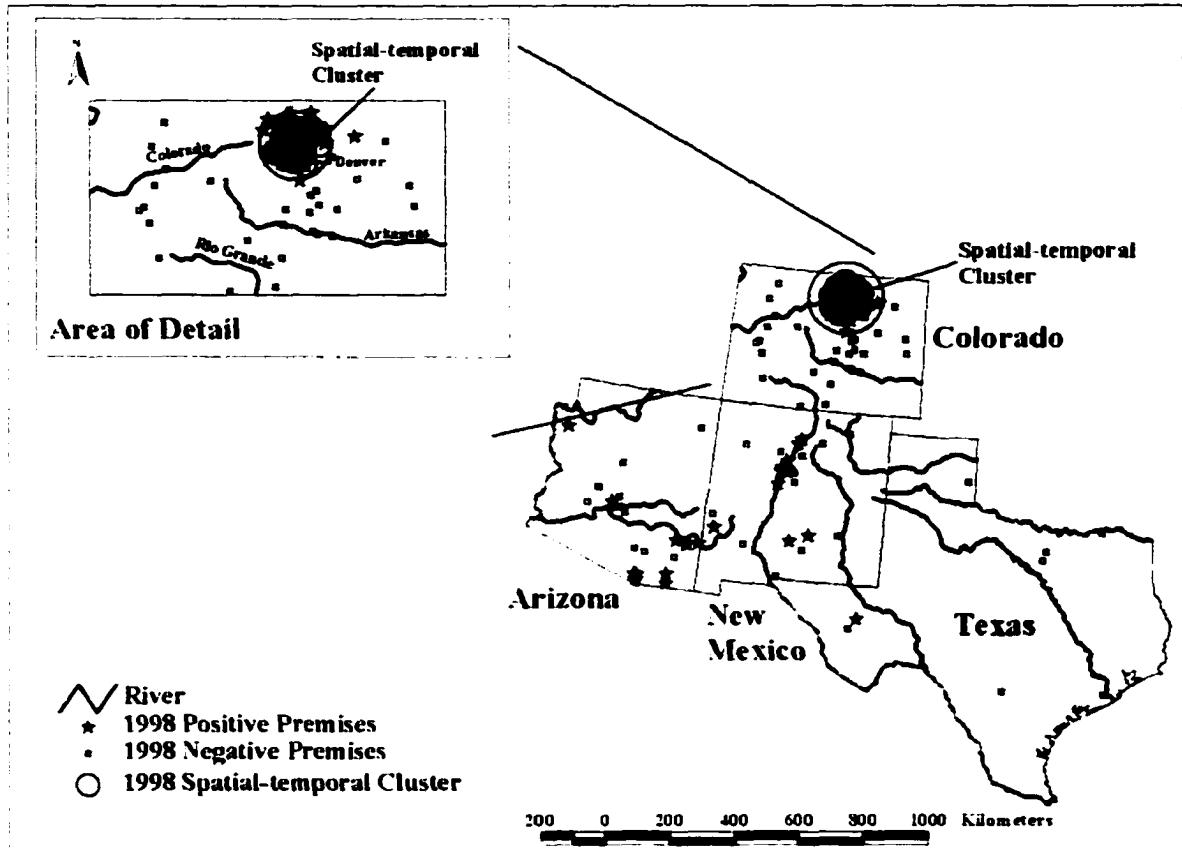 Spatial-temporal
Cluster
Colorado
Denver
Arkansas
Rio Grande
Area of Detail
Spatial-temporal
Cluster
Colorado
Arizona
New
Mexico
Texas
River
1998 Positive Premises
1998 Negative Premises
1998 Spatial-temporal Cluster
200 0 200 400 600 800 1000 Kilometers